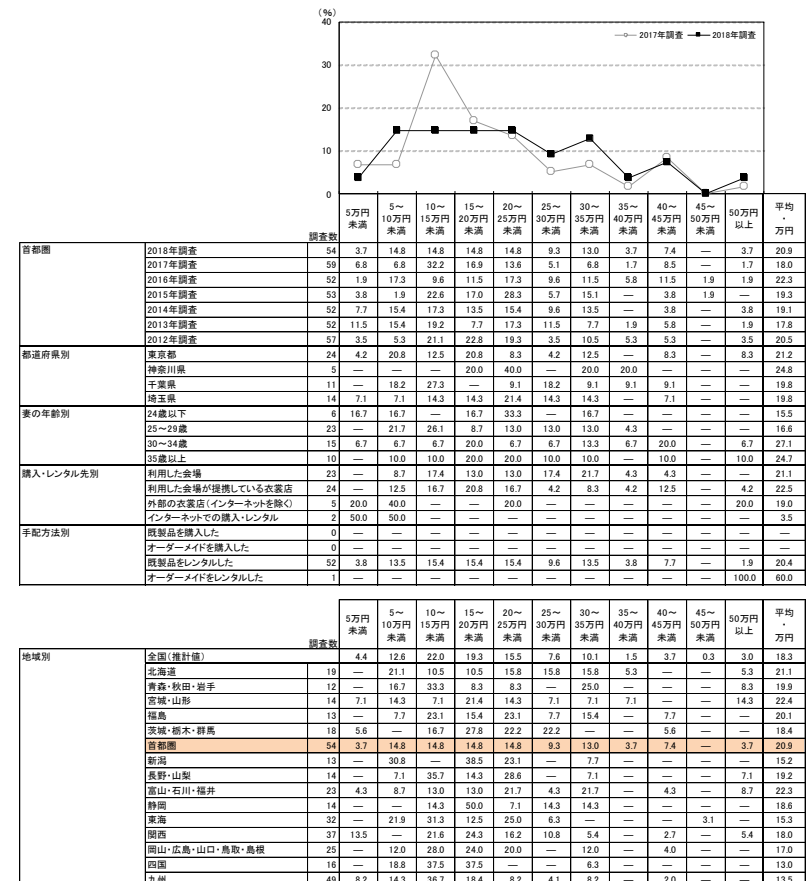 (%)
40
30
20
10
0
2017年調査 2018年調査
調査数 5万円未満 5～10万円未満 10～15万円未満 15～20万円未満 20～25万円未満 25～30万円未満 30～35万円未満 35～40万円未満 40～45万円未満 45～50万円未満 50万円以上 平均・万円
首都圏 2018年調査 54 3.7 14.8 14.8 14.8 14.8 9.3 13.0 3.7 7.4 — 3.7 20.9
2017年調査 59 6.8 6.8 32.2 16.9 13.6 5.1 6.8 1.7 8.5 — 1.7 18.0
2016年調査 52 1.9 17.3 9.6 11.5 17.3 9.6 11.5 5.8 11.5 1.9 1.9 22.3
2015年調査 53 3.8 1.9 22.6 17.0 28.3 5.7 15.1 — 3.8 1.9 — 19.3
2014年調査 52 7.7 15.4 17.3 13.5 15.4 9.6 13.5 — 3.8 — 3.8 19.1
2013年調査 52 11.5 15.4 19.2 7.7 17.3 11.5 7.7 1.9 5.8 — 1.9 17.8
2012年調査 57 3.5 5.3 21.1 22.8 19.3 3.5 10.5 5.3 5.3 — 3.5 20.5
都道府県別 東京都 24 4.2 20.8 12.5 20.8 8.3 4.2 12.5 — 8.3 — 8.3 21.2
神奈川県 5 — — — 20.0 40.0 — 20.0 20.0 — — — 24.8
千葉県 11 — 18.2 27.3 — 9.1 18.2 9.1 9.1 9.1 — — 19.8
埼玉県 14 7.1 7.1 14.3 14.3 21.4 14.3 14.3 — 7.1 — — 19.8
妻の年齢別 24歳以下 6 16.7 16.7 — 16.7 33.3 — 16.7 — — — — 15.5
25～29歳 23 — 21.7 26.1 8.7 13.0 13.0 13.0 4.3 — — — 16.6
30～34歳 15 6.7 6.7 6.7 20.0 6.7 6.7 13.3 6.7 20.0 — 6.7 27.1
35歳以上 10 — 10.0 10.0 20.0 20.0 10.0 10.0 — 10.0 — 10.0 24.7
購入・レンタル先別 利用した会場 23 — 8.7 17.4 13.0 13.0 17.4 21.7 4.3 4.3 — — 21.1
利用した会場が提携している衣裳店 24 — 12.5 16.7 20.8 16.7 4.2 8.3 4.2 12.5 — 4.2 22.5
外部の衣裳店(インターネットを除く) 5 20.0 40.0 — — 20.0 — — — — — 20.0 19.0
インターネットでの購入・レンタル 2 50.0 50.0 — — — — — — — — — 3.5
手配方法別 既製品を購入した 0 — — — — — — — — — — — —
オーダーメイドを購入した 0 — — — — — — — — — — — —
既製品をレンタルした 52 3.8 13.5 15.4 15.4 15.4 9.6 13.5 3.8 7.7 — 1.9 20.4
オーダーメイドをレンタルした 1 — — — — — — — — — — 100.0 60.0
調査数 5万円未満 5～10万円未満 10～15万円未満 15～20万円未満 20～25万円未満 25～30万円未満 30～35万円未満 35～40万円未満 40～45万円未満 45～50万円未満 50万円以上 平均・万円
地域別 全国(推計値) 4.4 12.6 22.0 19.3 15.5 7.6 10.1 1.5 3.7 0.3 3.0 18.3
北海道 19 — 21.1 10.5 10.5 15.8 15.8 15.8 5.3 — — 5.3 21.1
青森・秋田・岩手 12 — 16.7 33.3 8.3 8.3 — 25.0 — — — 8.3 19.9
宮城・山形 14 7.1 14.3 7.1 21.4 14.3 7.1 7.1 7.1 — — 14.3 22.4
福島 13 — 7.7 23.1 15.4 23.1 7.7 15.4 — 7.7 — — 20.1
茨城・栃木・群馬 18 5.6 — 16.7 27.8 22.2 22.2 — — 5.6 — — 18.4
首都圏 54 3.7 14.8 14.8 14.8 14.8 9.3 13.0 3.7 7.4 — 3.7 20.9
新潟 13 — 30.8 — 38.5 23.1 — 7.7 — — — — 15.2
長野・山梨 14 — 7.1 35.7 14.3 28.6 — 7.1 — — — 7.1 19.2
富山・石川・福井 23 4.3 8.7 13.0 13.0 21.7 4.3 21.7 — 4.3 — 8.7 22.3
静岡 14 — — 14.3 50.0 7.1 14.3 14.3 — — — — 18.6
東海 32 — 21.9 31.3 12.5 25.0 6.3 — — — 3.1 — 15.3
関西 37 13.5 — 21.6 24.3 16.2 10.8 5.4 — 2.7 — 5.4 18.0
岡山・広島・山口・鳥取・島根 25 — 12.0 28.0 24.0 20.0 — 12.0 — 4.0 — — 17.0
四国 16 — 18.8 37.5 37.5 — — 6.3 — — — — 13.0
九州 49 8.2 14.3 36.7 18.4 8.2 4.1 8.2 — 2.0 — — 13.5